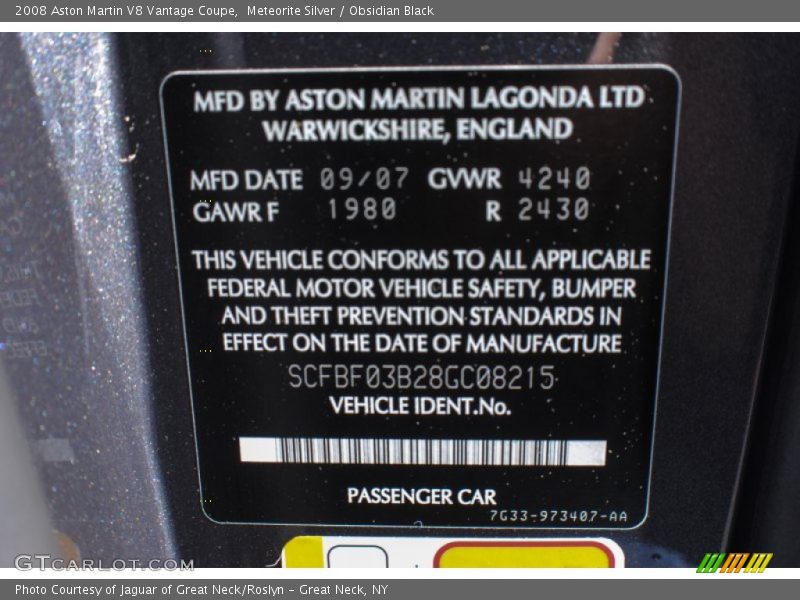 2008 Aston Martin V8 Vantage Coupe,  Meteorite Silver / Obsidian Black
MFD BY ASTON MARTIN LAGONDA LTD
WARWICKSHIRE, ENGLAND
MFD DATE 09/07 GVWR 4240
GAWR F 1980 R 2430
THIS VEHICLE CONFORMS TO ALL APPLICABLE
FEDERAL MOTOR VEHICLE SAFETY, BUMPER
AND THEFT PREVENTION STANDARDS IN
EFFECT ON THE DATE OF MANUFACTURE
SCFBF03B28GC08215
VEHICLE IDENT.No.
PASSENGER CAR
7G33-973407-AA
GTCARLOT.COM
Photo Courtesy of Jaguar of Great Neck/Roslyn – Great Neck, NY